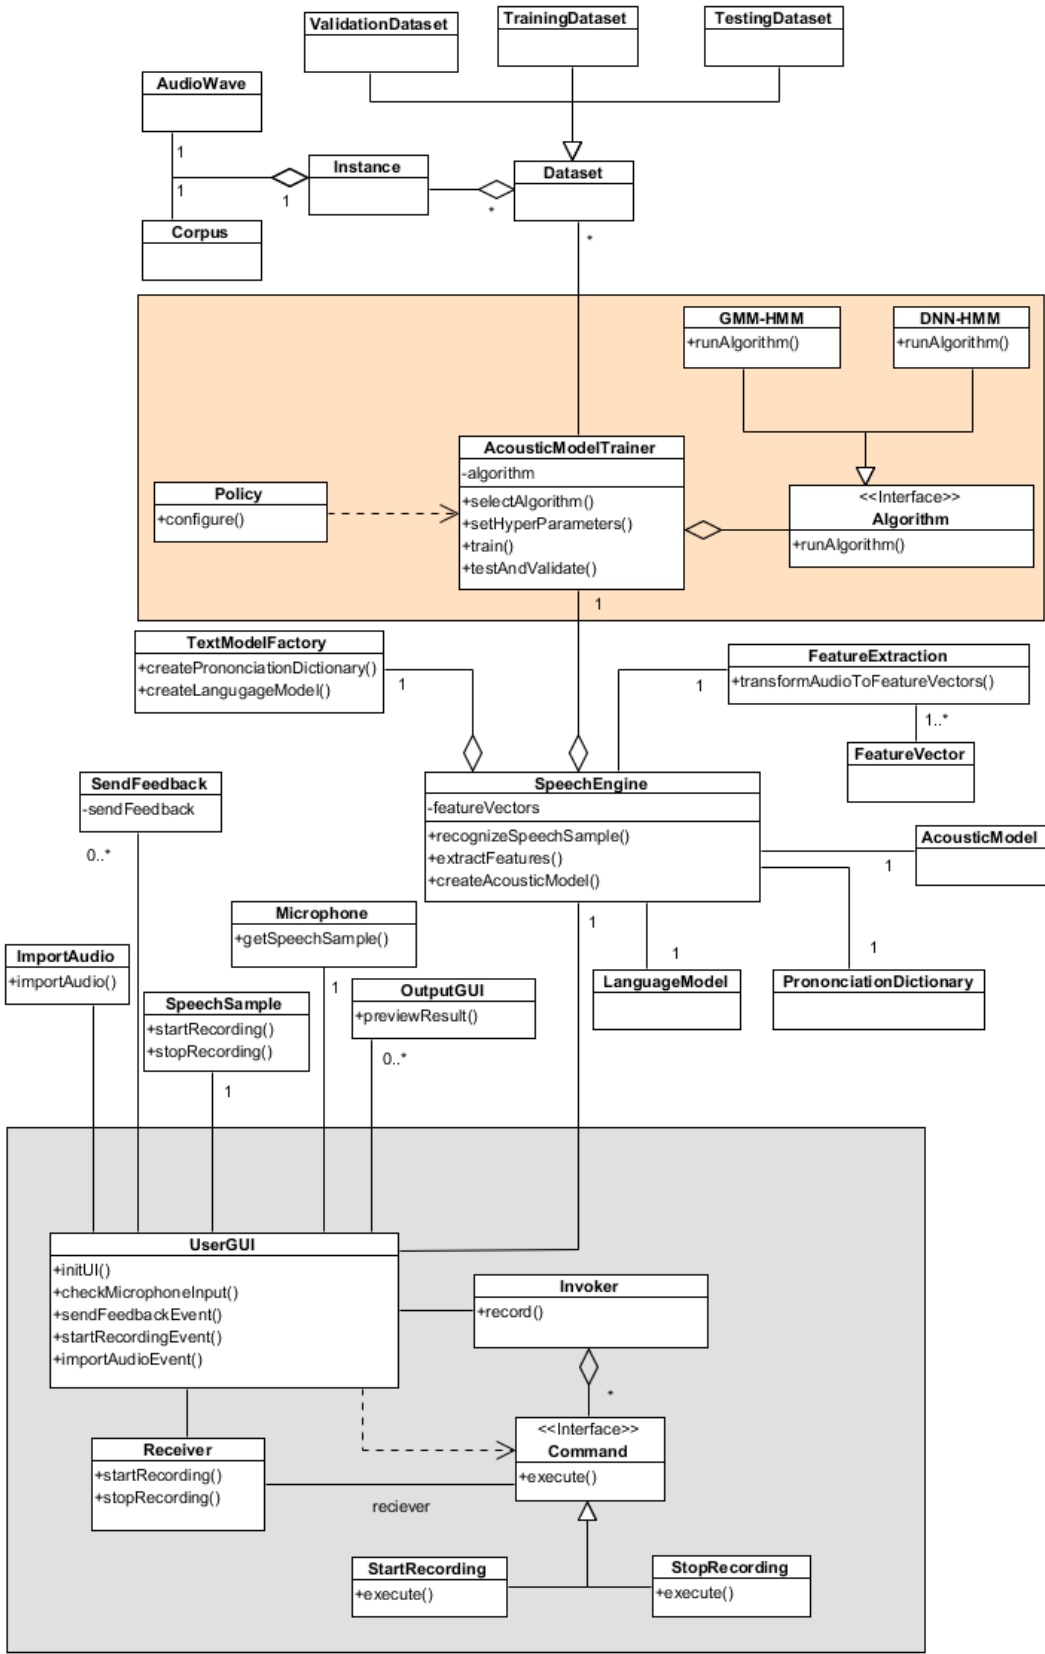 ValidationDataset
TrainingDataset
TestingDataset
AudioWave
1
1
Corpus
Instance
1
Dataset
*
*
GMM-HMM
+runAlgorithm()
DNN-HMM
+runAlgorithm()
AcousticModelTrainer
-algorithm
+selectAlgorithm()
+setHyperParameters()
+train()
+testAndValidate()
Policy
+configure()
<<Interface>>
Algorithm
+runAlgorithm()
1
TextModelFactory
+createPrononciationDictionary()
+createLangugageModel()
1
FeatureExtraction
+transformAudioToFeatureVectors()
1
1..*
FeatureVector
SendFeedback
-sendFeedback
0..*
SpeechEngine
-featureVectors
+recognizeSpeechSample()
+extractFeatures()
+createAcousticModel()
AcousticModel
1
Microphone
+getSpeechSample()
1
1
1
1
ImportAudio
+importAudio()
SpeechSample
+startRecording()
+stopRecording()
1
OutputGUI
+previewResult()
0..*
LanguageModel
PrononciationDictionary
UserGUI
+initUI()
+checkMicrophoneInput()
+sendFeedbackEvent()
+startRecordingEvent()
+importAudioEvent()
Invoker
+record()
*
<<Interface>>
Command
+execute()
Receiver
+startRecording()
+stopRecording()
reciever
StartRecording
+execute()
StopRecording
+execute()